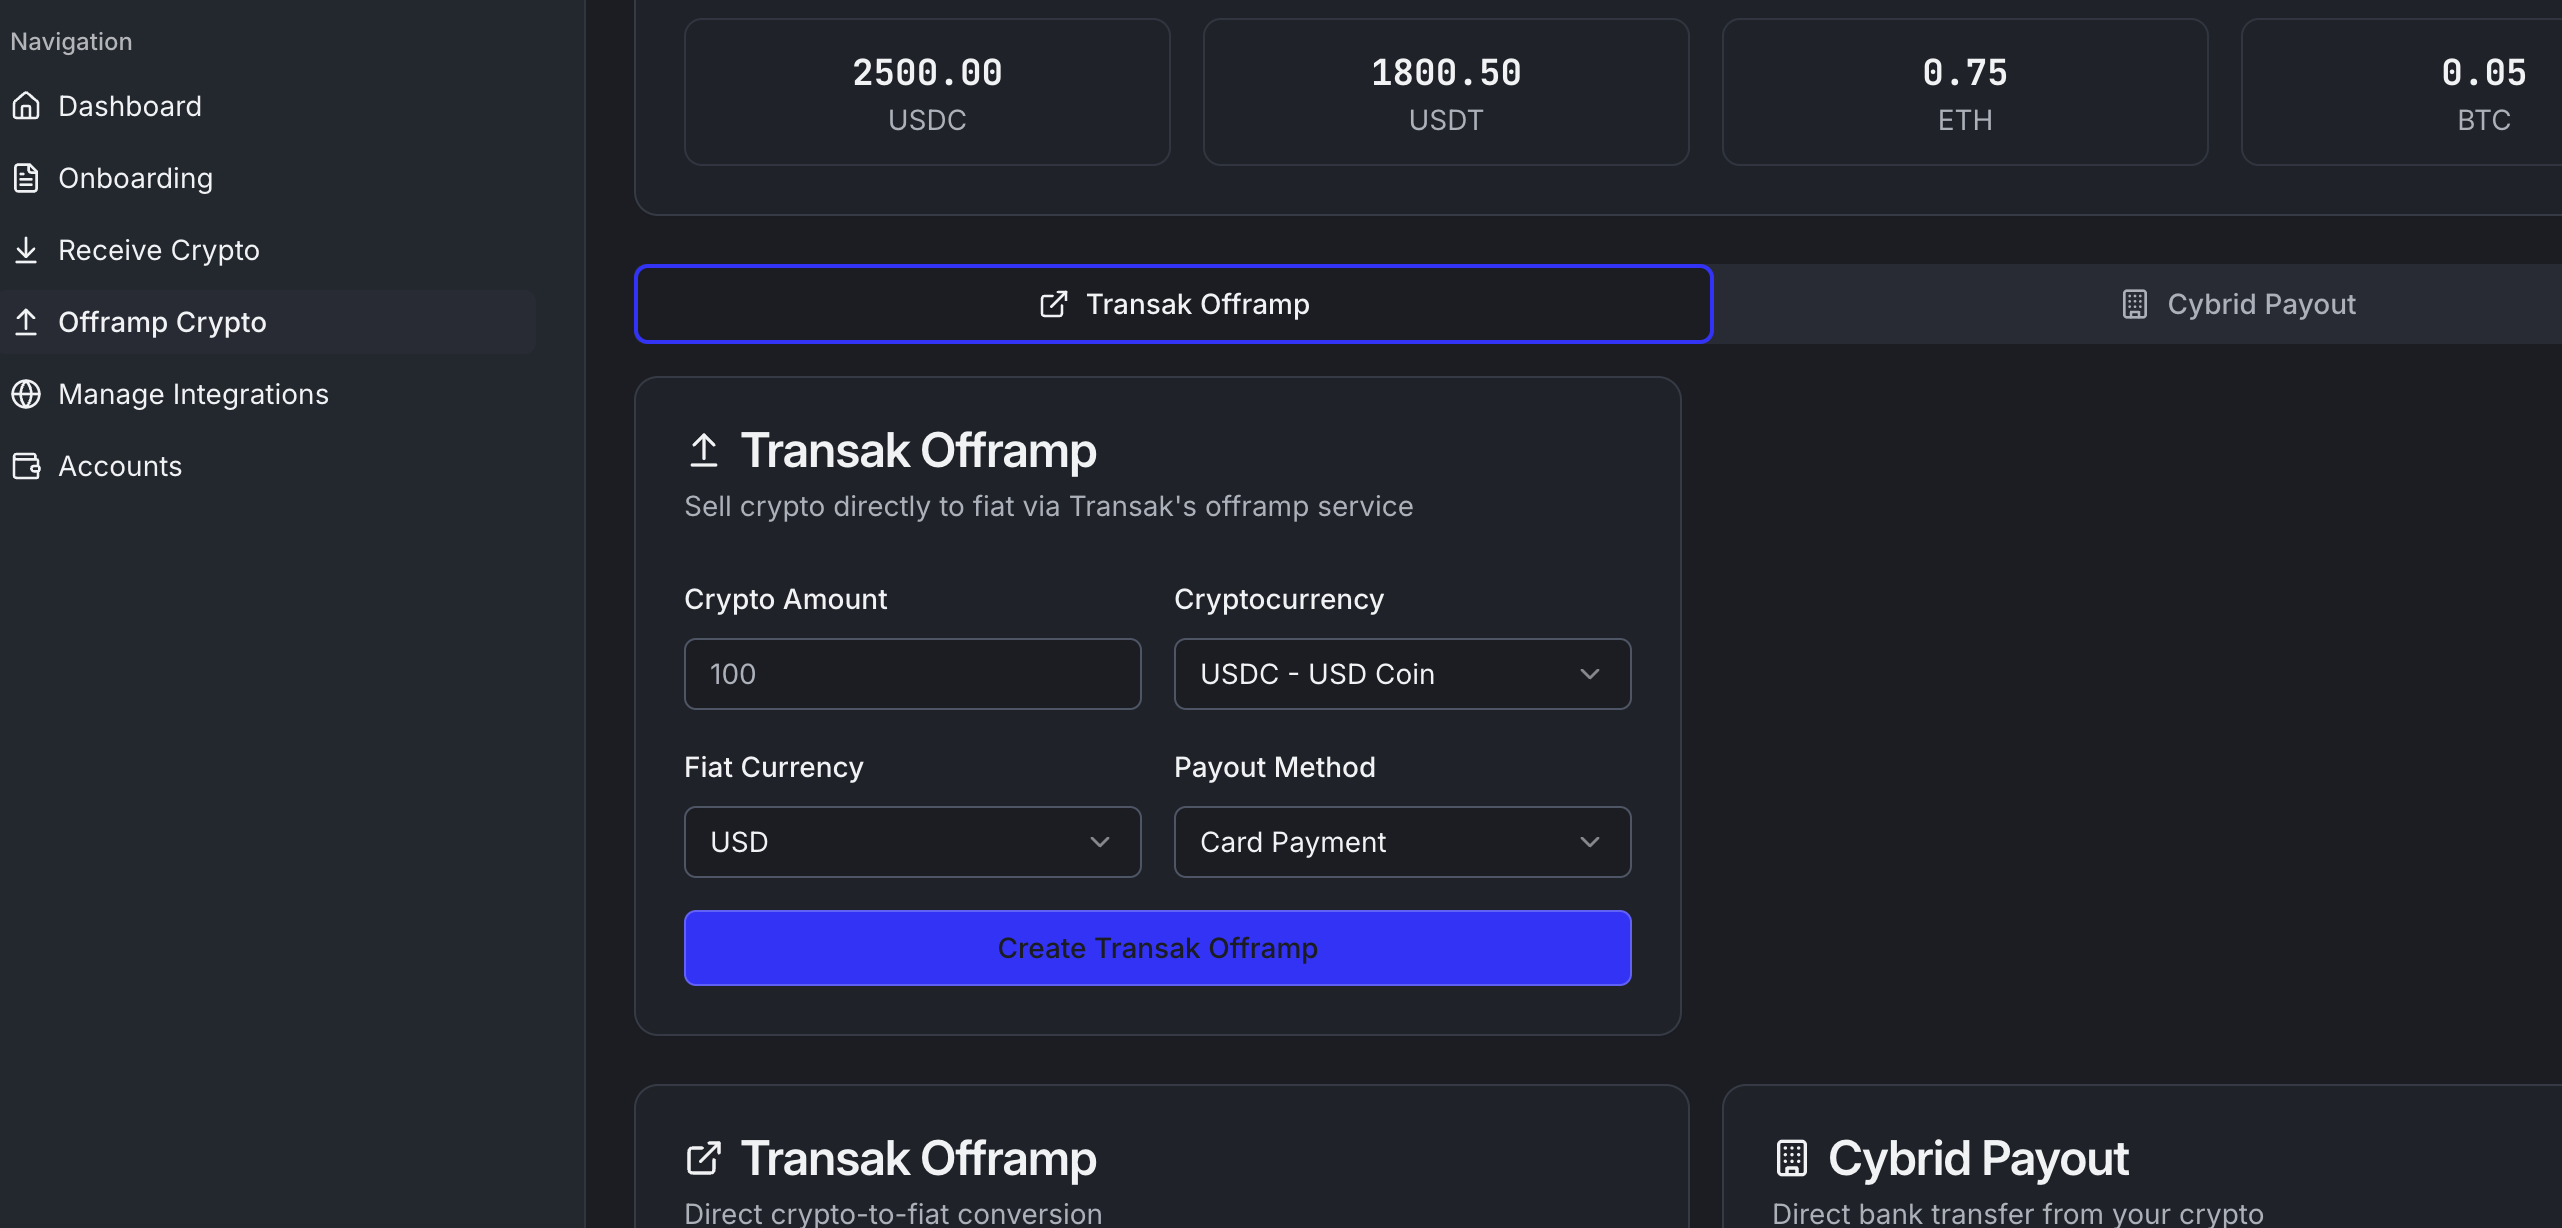 Navigation
Dashboard
Onboarding
Receive Crypto
Offramp Crypto
Manage Integrations
Accounts
2500.00
USDC
1800.50
USDT
0.75
ETH
0.05
BTC
Transak Offramp
Cybrid Payout
Transak Offramp
Sell crypto directly to fiat via Transak's offramp service
Crypto Amount
Cryptocurrency
100
USDC - USD Coin
Fiat Currency
Payout Method
USD
Card Payment
Create Transak Offramp
Transak Offramp
Direct crypto-to-fiat conversion
Cybrid Payout
Direct bank transfer from your crypto